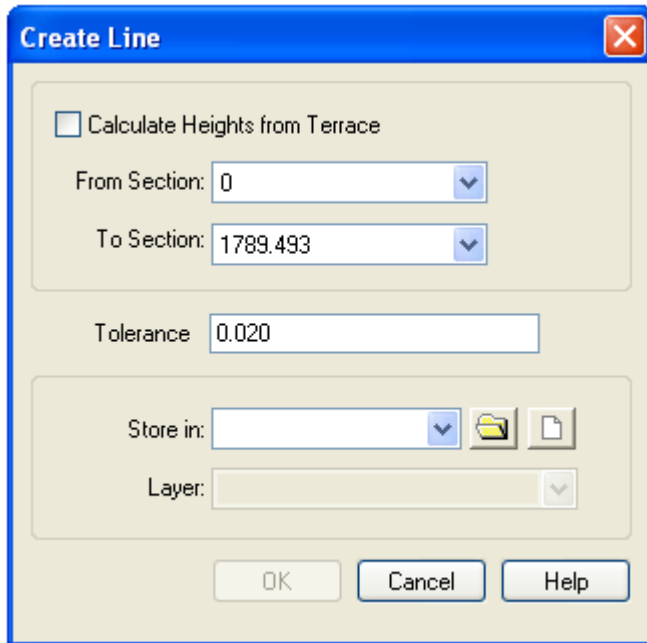 Create Line
Calculate Heights from Terrace
From Section: 0
To Section: 1789.493
Tolerance 0.020
Store in:
Layer:
OK Cancel Help